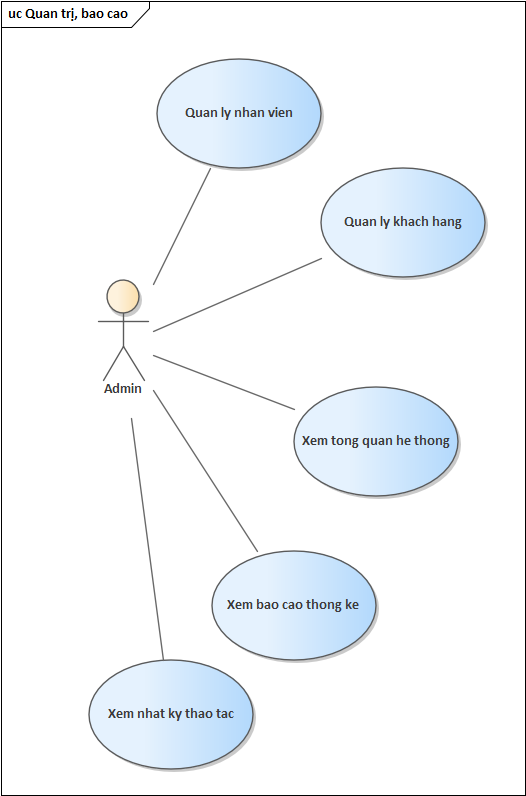 uc Quan trị, bao cao
Quan ly nhan vien
Quan ly khach hang
Admin
Xem tong quan he thong
Xem bao cao thong ke
Xem nhat ky thao tac